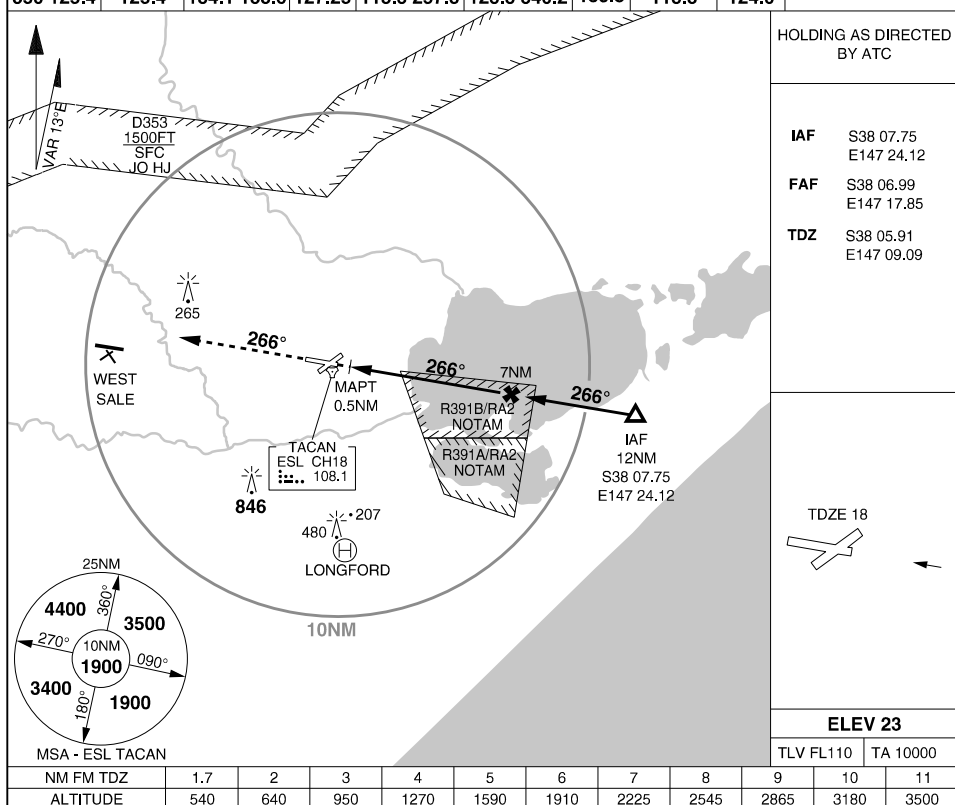 HOLDING AS DIRECTED
BY ATC
IAF S38 07.75
E147 24.12
FAF S38 06.99
E147 17.85
TDZ S38 05.91
E147 09.09
VAR 13°E
D353
1500FT
SFC
JO HJ
265
266°
WEST
SALE
MAPT
0.5NM
266°
7NM
266°
R391B/RA2
NOTAM
R391A/RA2
NOTAM
IAF
12NM
S38 07.75
E147 24.12
TACAN
ESL CH18
108.1
846
480
207
H
LONGFORD
10NM
25NM
4400
360°
3500
270°
10NM
1900
090°
3400
180°
1900
MSA - ESL TACAN
TDZE 18
ELEV 23
TLV FL110 TA 10000
NM FM TDZ 1.7 2 3 4 5 6 7 8 9 10 11
ALTITUDE 540 640 950 1270 1590 1910 2225 2545 2865 3180 3500